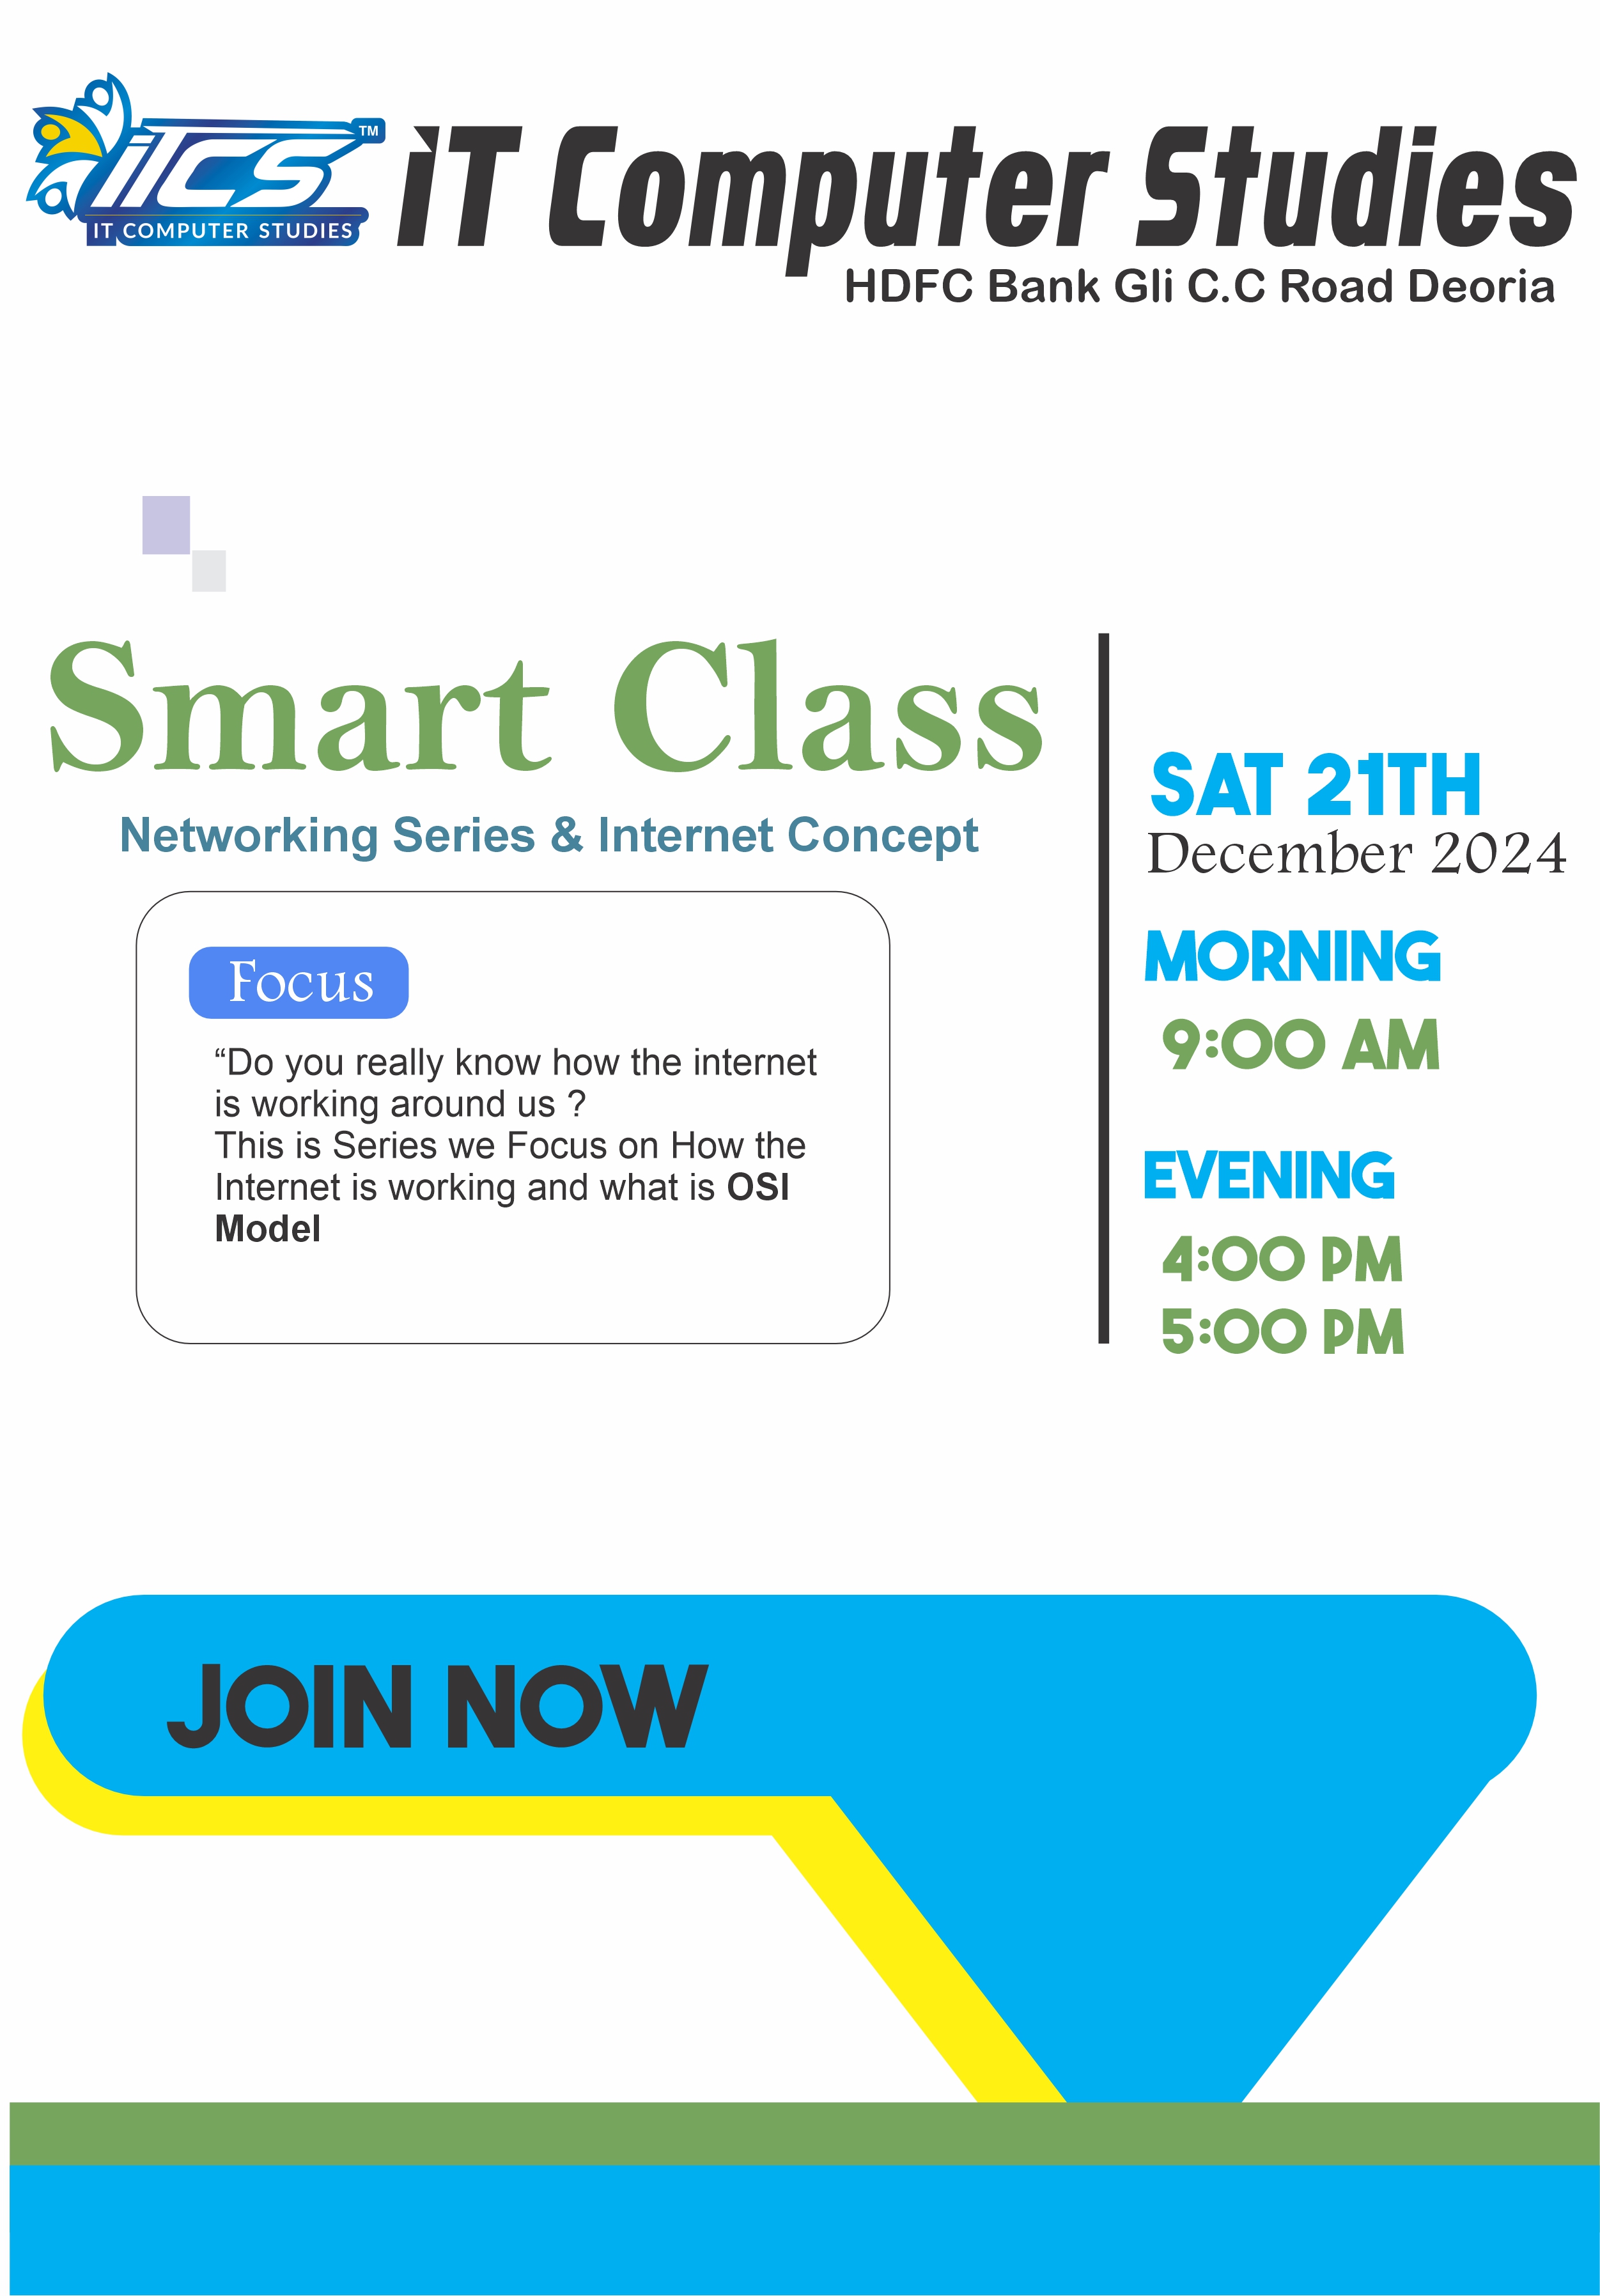 iTCS TM
IT COMPUTER STUDIES
iT Computer Studies
HDFC Bank Gli C.C Road Deoria
Smart Class
Networking Series & Internet Concept
Focus
“Do you really know how the internet
is working around us ?
This is Series we Focus on How the
Internet is working and what is OSI
Model
SAT 21TH
December 2024
MORNING
9:00 AM
EVENING
4:00 PM
5:00 PM
JOIN NOW